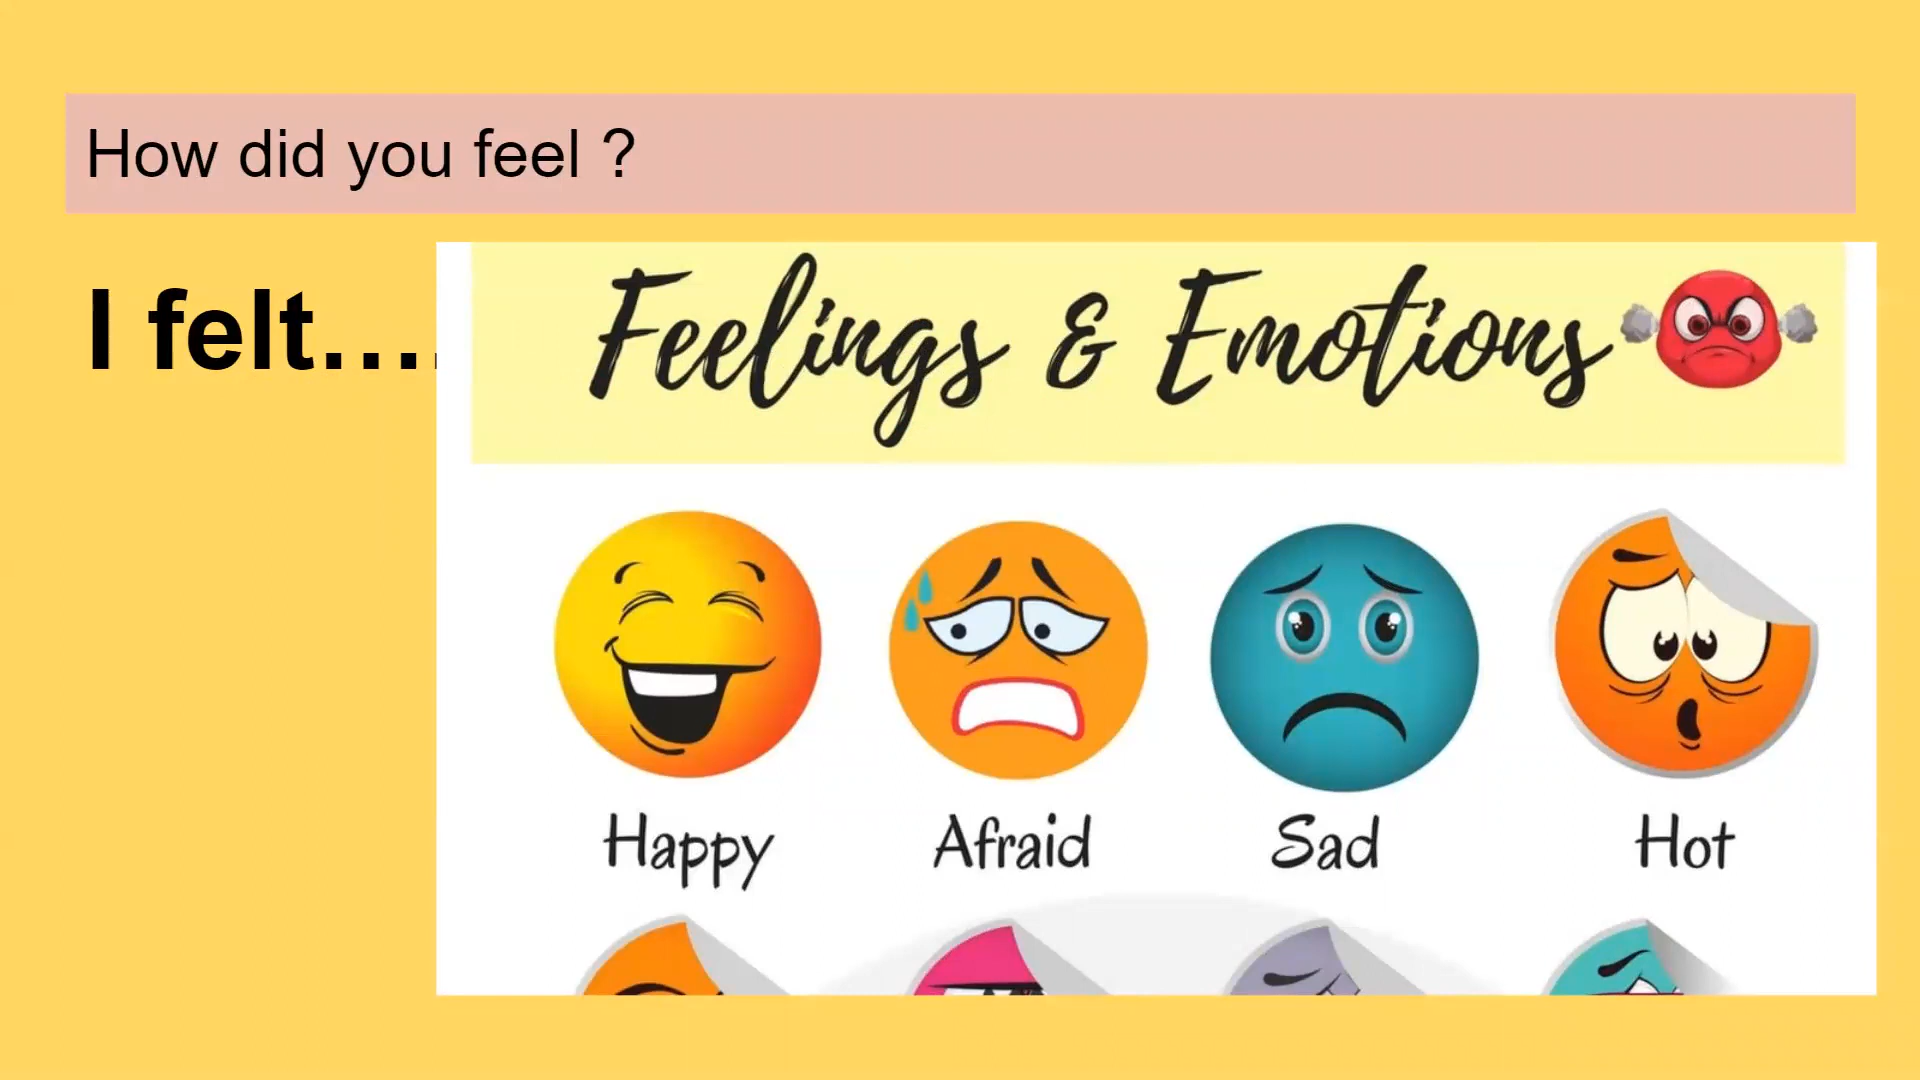 How did you feel ?
I felt....
Feelings & Emotions
Happy Afraid Sad Hot